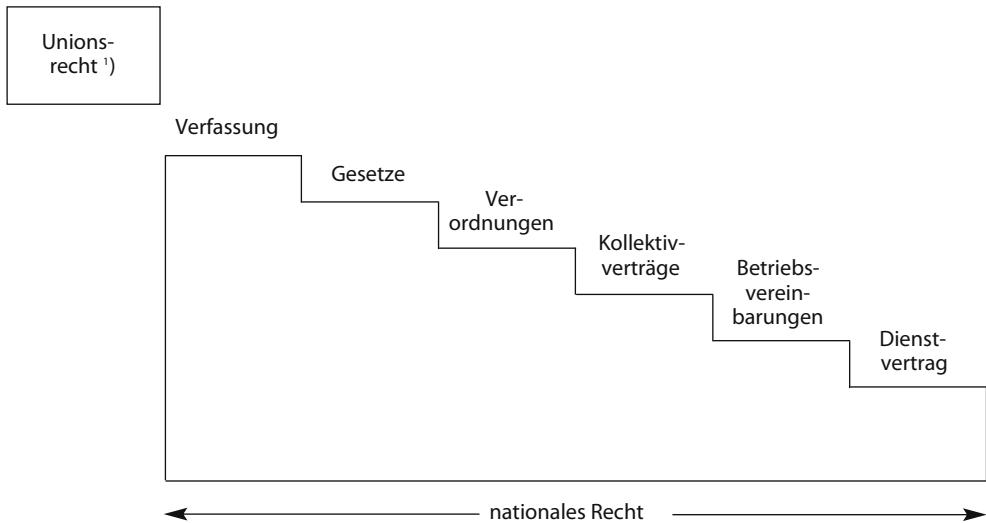 Unions-
recht ¹)
Verfassung
Gesetze
Ver-
ordnungen
Kollektiv-
verträge
Betriebs-
verein-
barungen
Dienst-
vertrag
nationales Recht